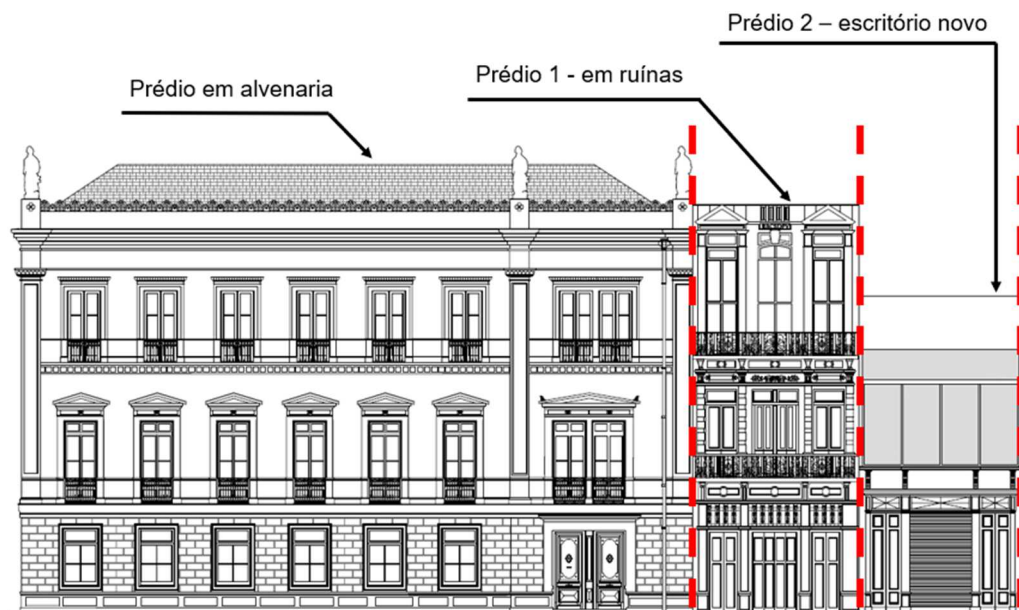 Prédio 2 – escritório novo
Prédio 1 - em ruínas
Prédio em alvenaria